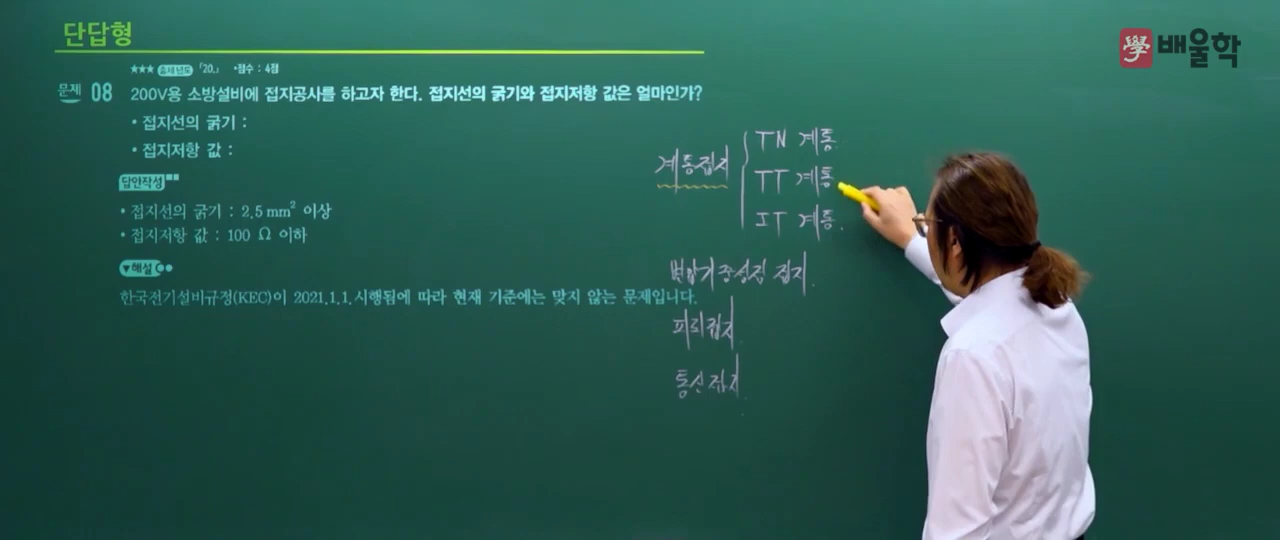 단답형
學 배울학
★★★ 출제년도 「20.」 •점수 : 4점
문제 08 200V용 소방설비에 접지공사를 하고자 한다. 접지선의 굵기와 접지저항 값은 얼마인가?
• 접지선의 굵기 :
• 접지저항 값 :
답안작성
• 접지선의 굵기 : 2.5mm² 이상
• 접지저항 값 : 100 Ω 이하
▼해설
한국전기설비규정(KEC)이 2021.1.1.시행됨에 따라 현재 기준에는 맞지 않는 문제입니다.
계통접지
TN 계통.
TT 계통
IT 계통.
변압기 중성점 접지.
피뢰접지.
통신접지.